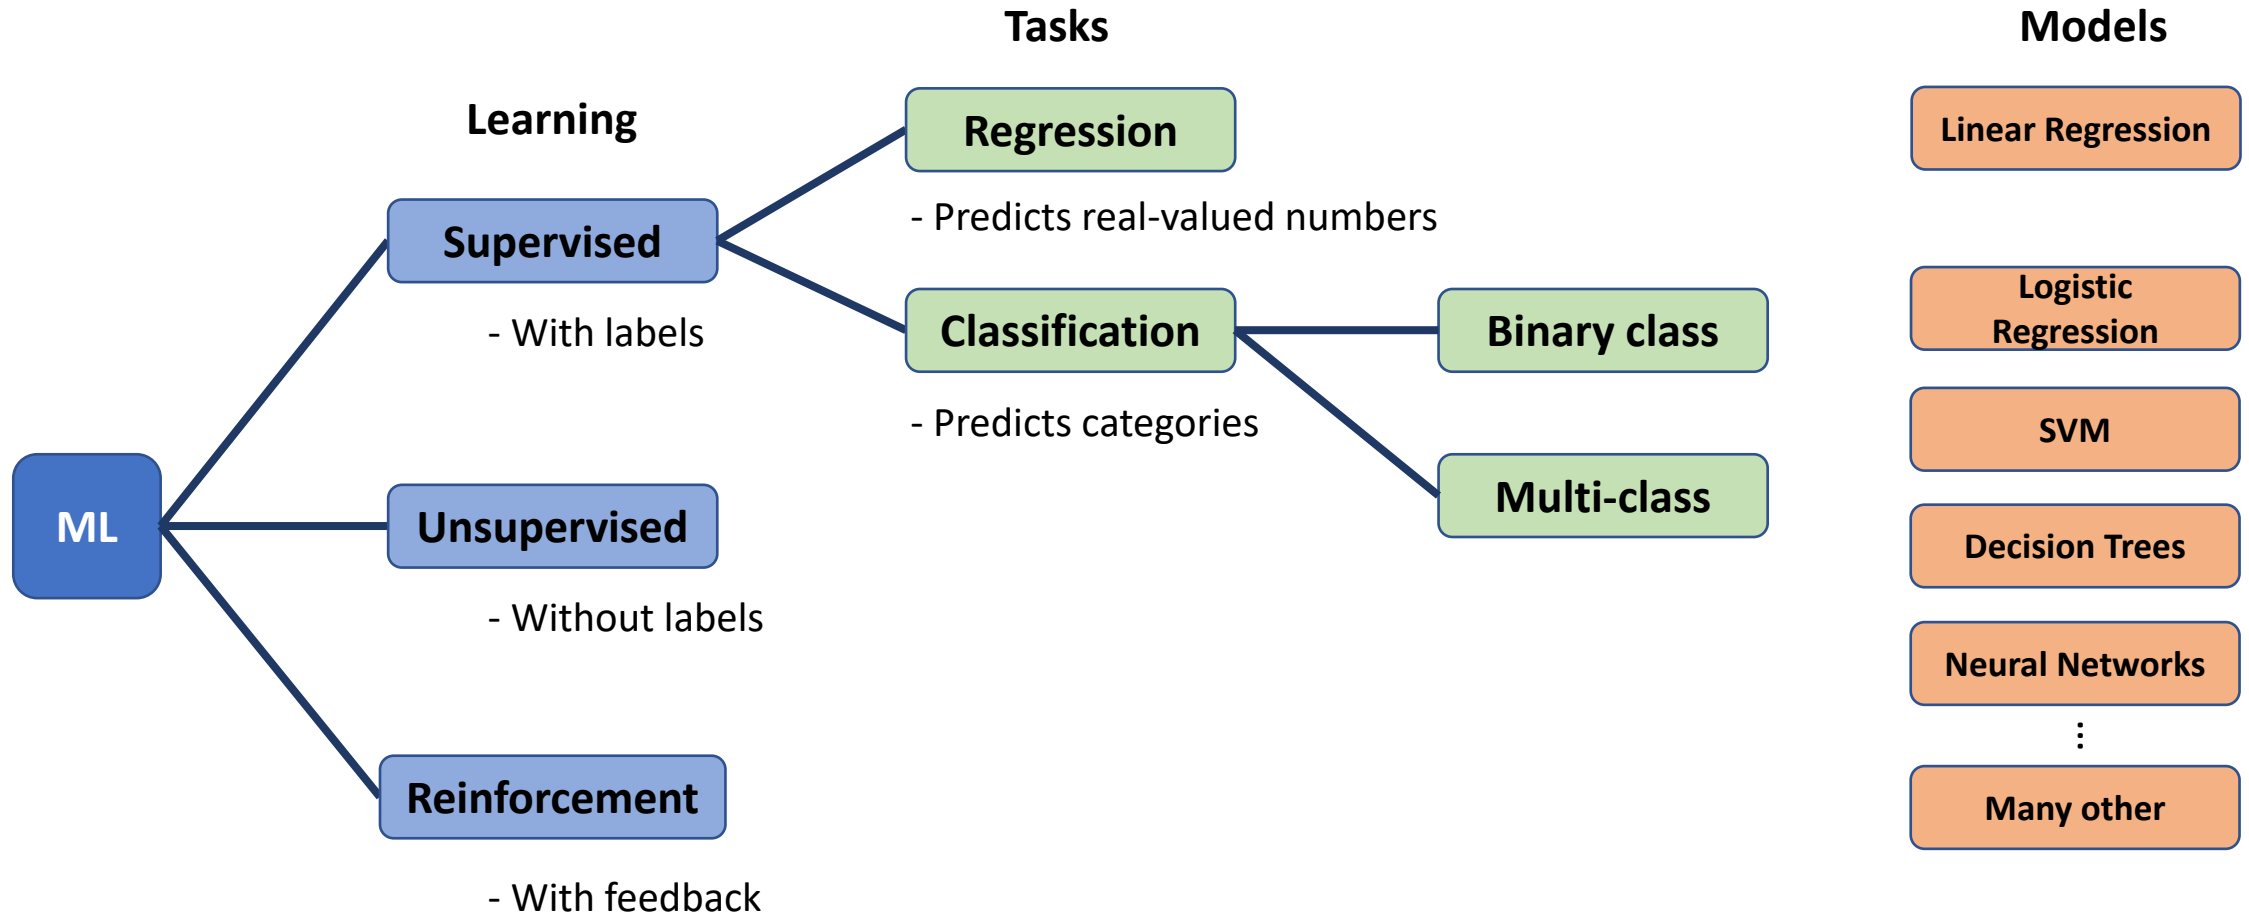 Tasks
Models
Learning
Regression
Linear Regression
- Predicts real-valued numbers
Supervised
- With labels
Classification
Binary class
Logistic
Regression
- Predicts categories
SVM
Multi-class
ML
Unsupervised
Decision Trees
- Without labels
Neural Networks
...
Reinforcement
Many other
- With feedback